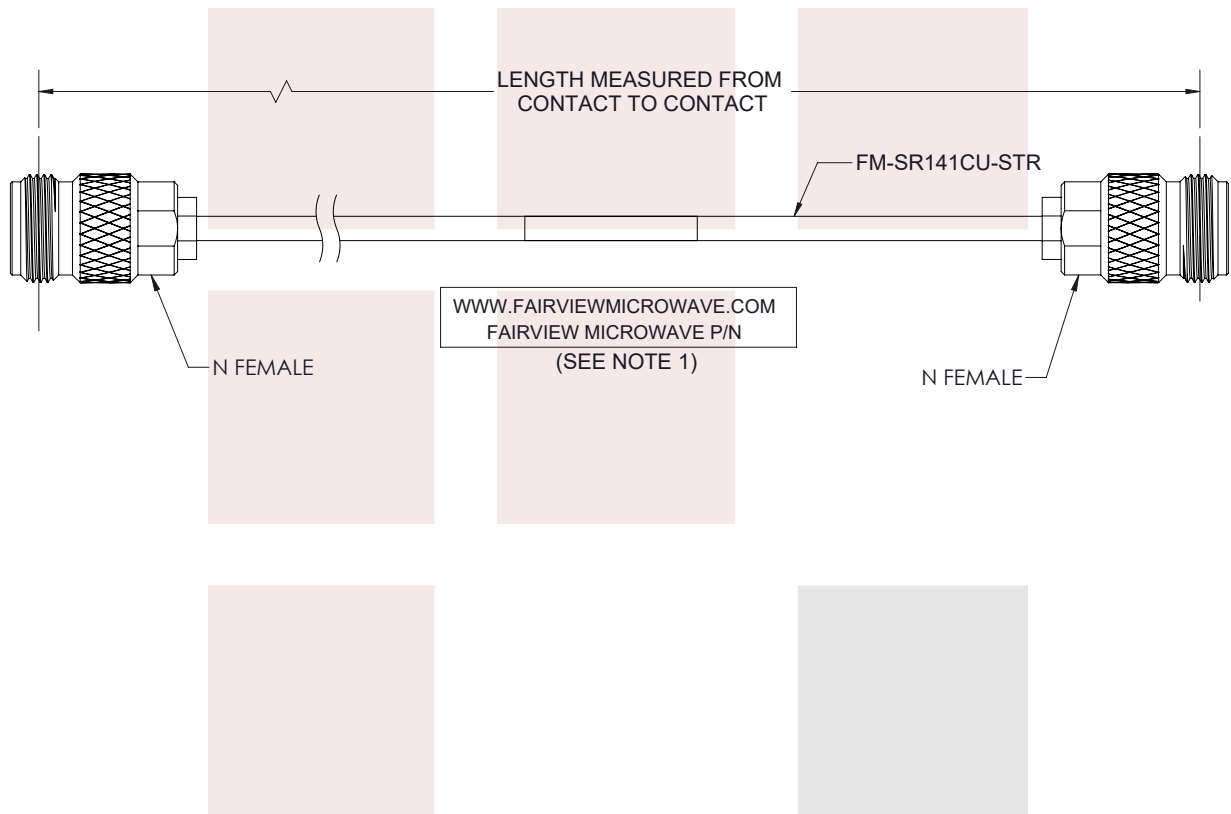 LENGTH MEASURED FROM
CONTACT TO CONTACT
FM-SR141CU-STR
WWW.FAIRVIEWMICROWAVE.COM
FAIRVIEW MICROWAVE P/N
(SEE NOTE 1)
N FEMALE
N FEMALE